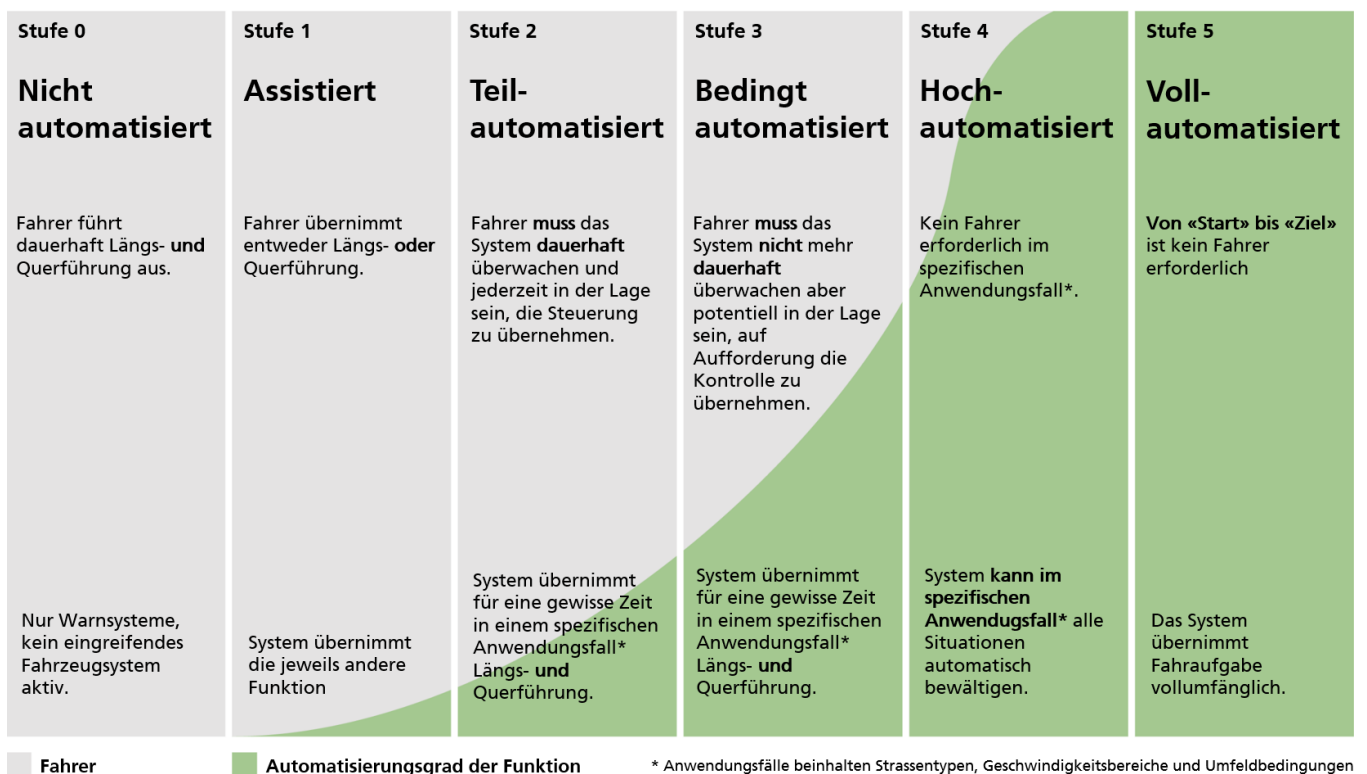 Stufe 0
Nicht
automatisiert
Fahrer führt
dauerhaft Längs- und
Querführung aus.
Nur Warnsysteme,
kein eingreifendes
Fahrzeugsystem
aktiv.
Stufe 1
Assistiert
Fahrer übernimmt
entweder Längs- oder
Querführung.
System übernimmt
die jeweils andere
Funktion
Stufe 2
Teil-
automatisiert
Fahrer muss das
System dauerhaft
überwachen und
jederzeit in der Lage
sein, die Steuerung
zu übernehmen.
System übernimmt
für eine gewisse Zeit
in einem spezifischen
Anwendungsfall*
Längs- und
Querführung.
Stufe 3
Bedingt
automatisiert
Fahrer muss das
System nicht mehr
dauerhaft
überwachen aber
potentiell in der Lage
sein, auf
Aufforderung die
Kontrolle zu
übernehmen.
System übernimmt
für eine gewisse Zeit
in einem spezifischen
Anwendungsfall*
Längs- und
Querführung.
Stufe 4
Hoch-
automatisiert
Kein Fahrer
erforderlich im
spezifischen
Anwendungsfall*.
System kann im
spezifischen
Anwendugsfall* alle
Situationen
automatisch
bewältigen.
Stufe 5
Voll-
automatisiert
Von «Start» bis «Ziel»
ist kein Fahrer
erforderlich
Das System
übernimmt
Fahraufgabe
vollumfänglich.
Fahrer
Automatisierungsgrad der Funktion
* Anwendungsfälle beinhalten Strassentypen, Geschwindigkeitsbereiche und Umfeldbedingungen